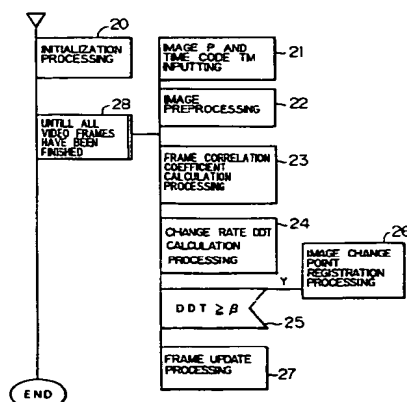 20
INITIALIZATION
PROCESSING
28
UNTILL ALL
VIDEO FRAMES
HAVE BEEN
FINISHED
END
21
IMAGE P AND
TIME CODE TM
INPUTTING
22
IMAGE
PREPROCESSING
23
FRAME CORRELATION
COEFFICIENT
CALCULATION
PROCESSING
24
CHANGE RATE DDT
CALCULATION
PROCESSING
DDT ≥ β
25
Y
26
IMAGE CHANGE
POINT
REGISTRATION
PROCESSING
FRAME UPDATE
PROCESSING
27